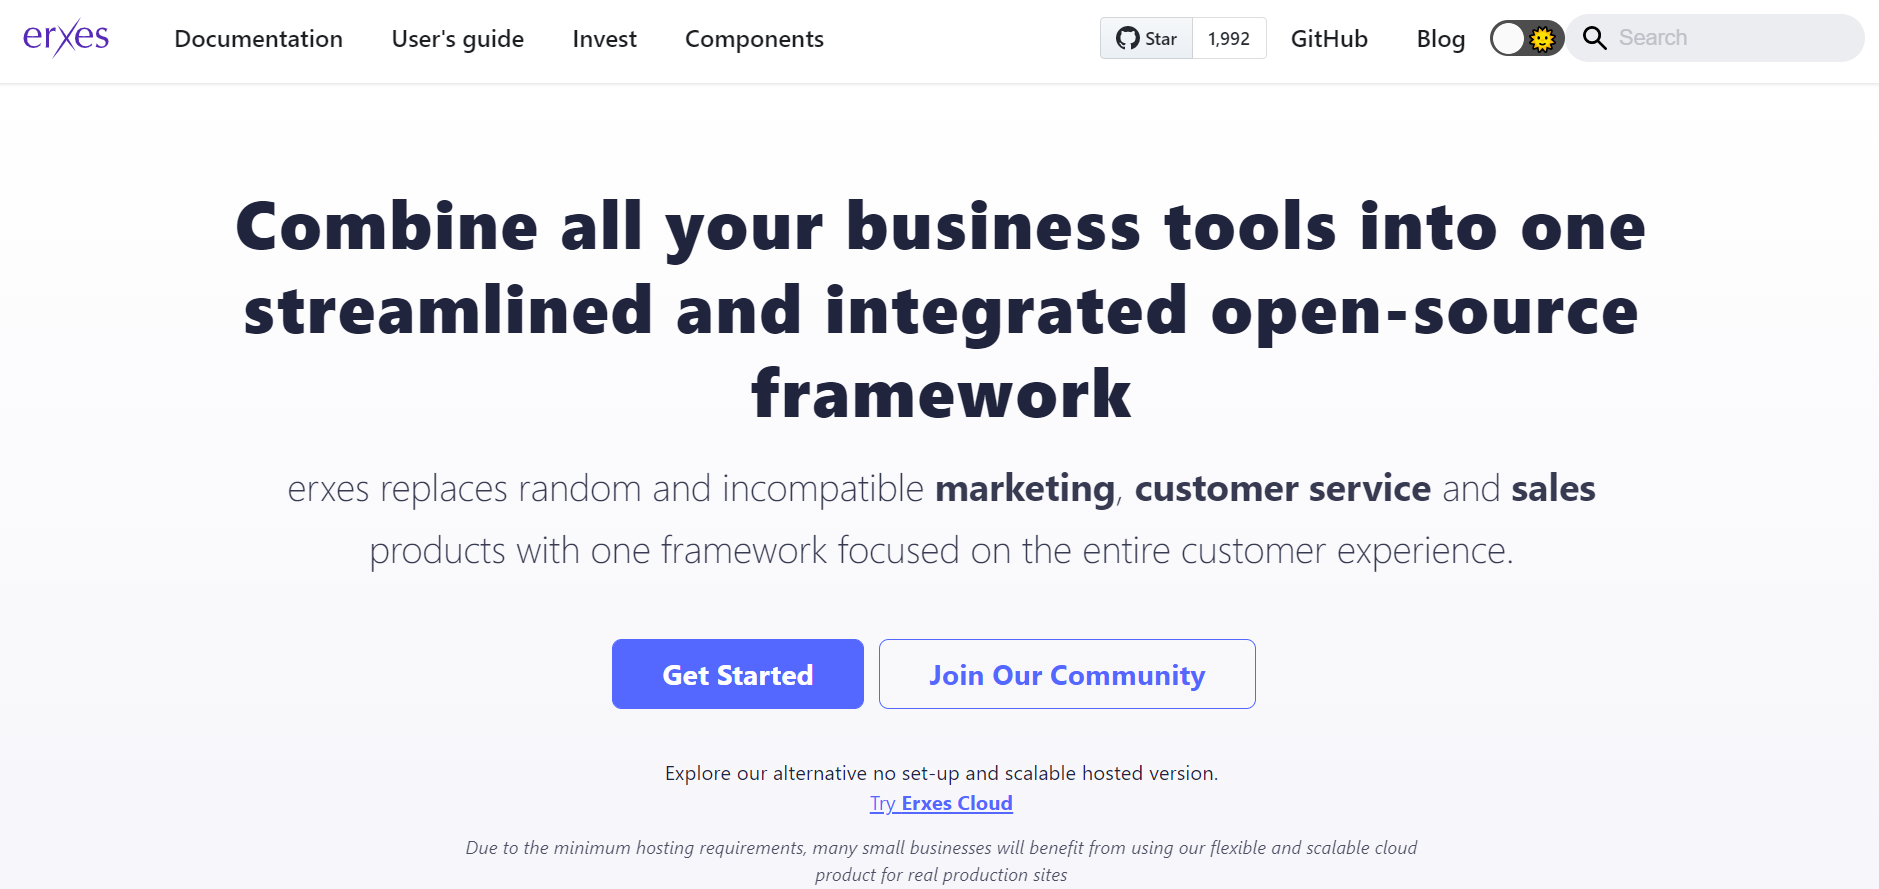 erxes Documentation User's guide Invest Components Star 1,992 GitHub Blog Search
Combine all your business tools into one
streamlined and integrated open-source
framework
erxes replaces random and incompatible marketing, customer service and sales
products with one framework focused on the entire customer experience.
Get Started Join Our Community
Explore our alternative no set-up and scalable hosted version.
Try Erxes Cloud
Due to the minimum hosting requirements, many small businesses will benefit from using our flexible and scalable cloud
product for real production sites